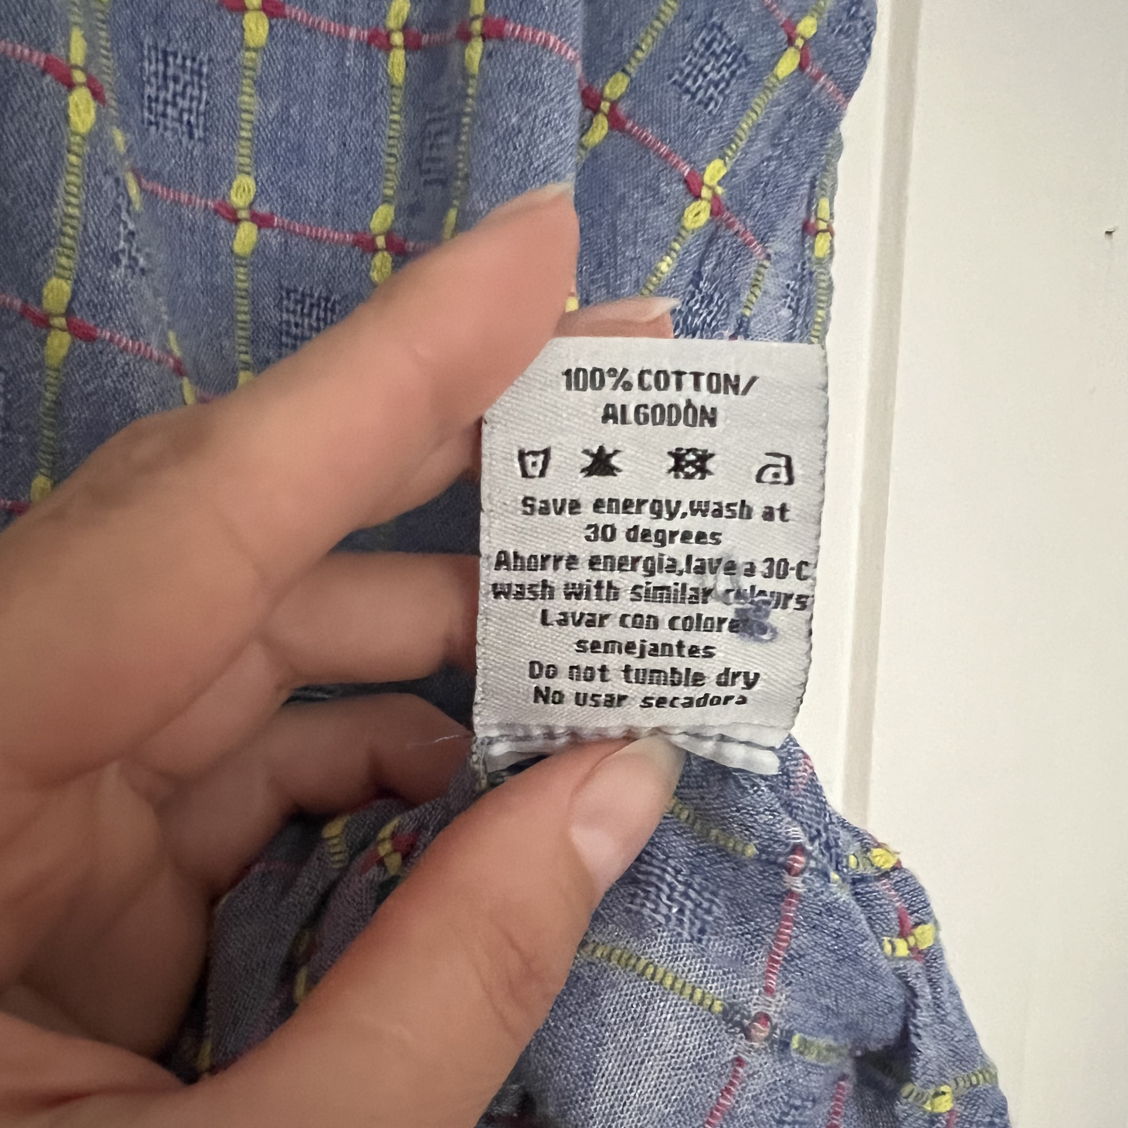 100% COTTON/
ALGODÒN
Save energy,wash at
30 degrees
Ahorre energia,lave a 30·C
wash with similar colours
Lavar con colores
semejantes
Do not tumble dry
No usar secadora